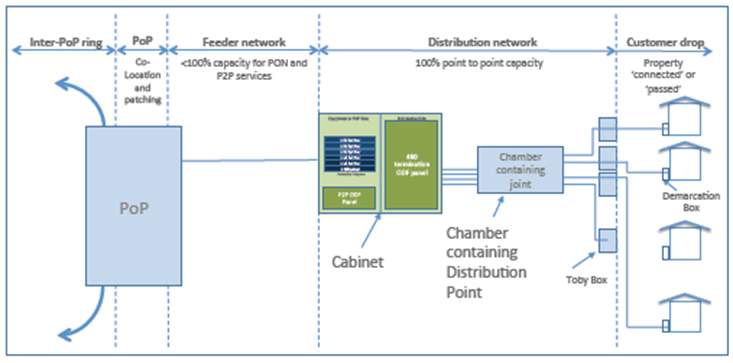 Inter-PoP ring
PoP
Feeder network
Distribution network
Customer drop
Co-
Location
and
patching
<100% capacity for PON and
P2P services
100% point to point capacity
Property
'connected' or
'passed'
PoP
480
termination
ODF panel
P2P ODF
Panel
Chamber
containing
joint
Demarcation
Box
Cabinet
Chamber
containing
Distribution
Point
Toby Box